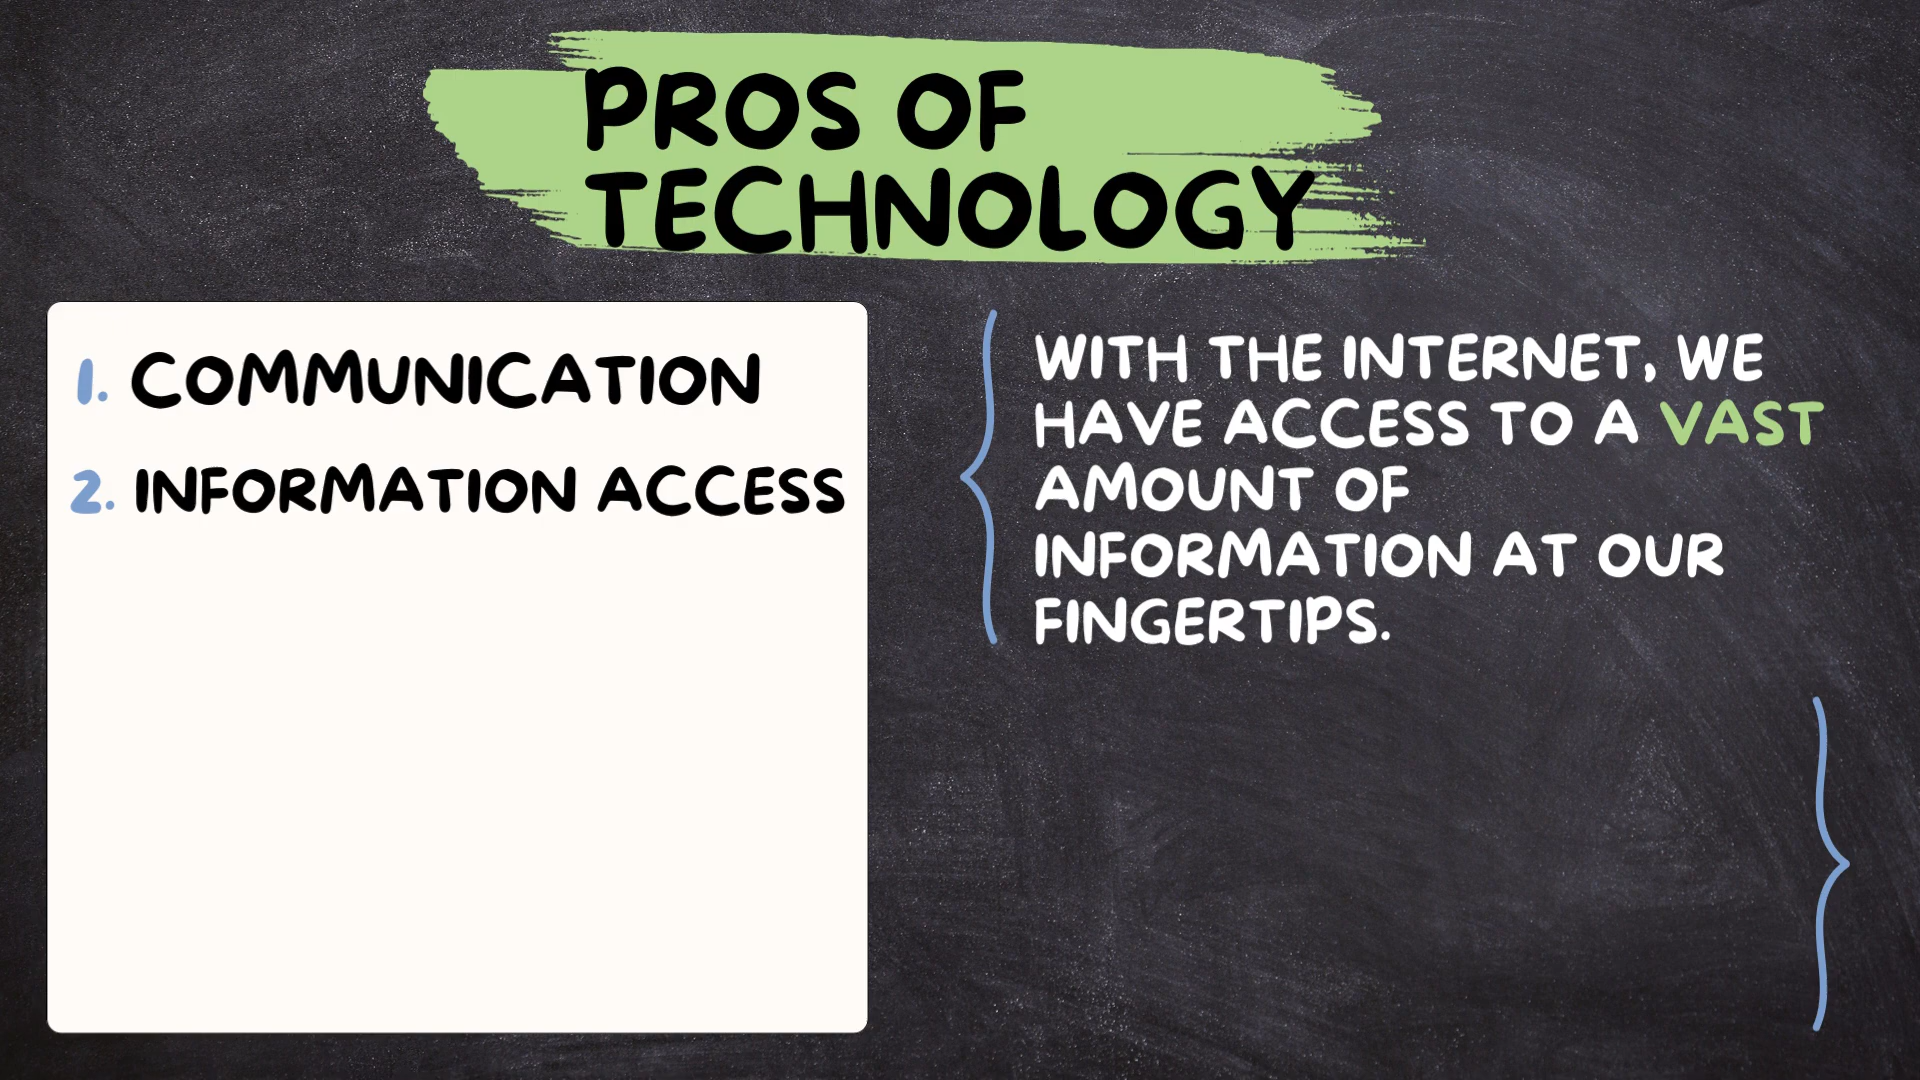 PROS OF
TECHNOLOGY
1. COMMUNICATION
2. INFORMATION ACCESS
WITH THE INTERNET, WE
HAVE ACCESS TO A VAST
AMOUNT OF
INFORMATION AT OUR
FINGERTIPS.